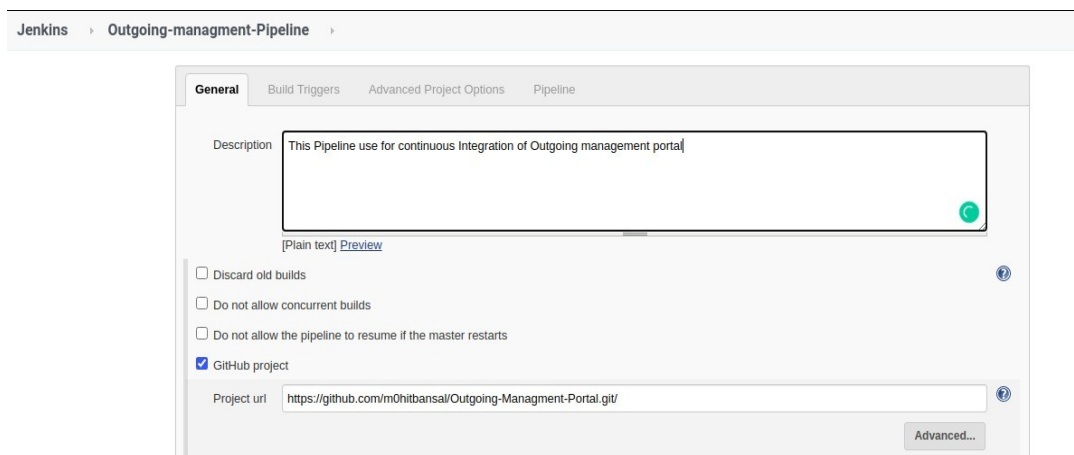 Jenkins Outgoing-managment-Pipeline
General Build Triggers Advanced Project Options Pipeline
Description This Pipeline use for continuous Integration of Outgoing management portal
[Plain text] Preview
Discard old builds
Do not allow concurrent builds
Do not allow the pipeline to resume if the master restarts
GitHub project
Project url https://github.com/m0hitbansal/Outgoing-Managment-Portal.git/
Advanced...